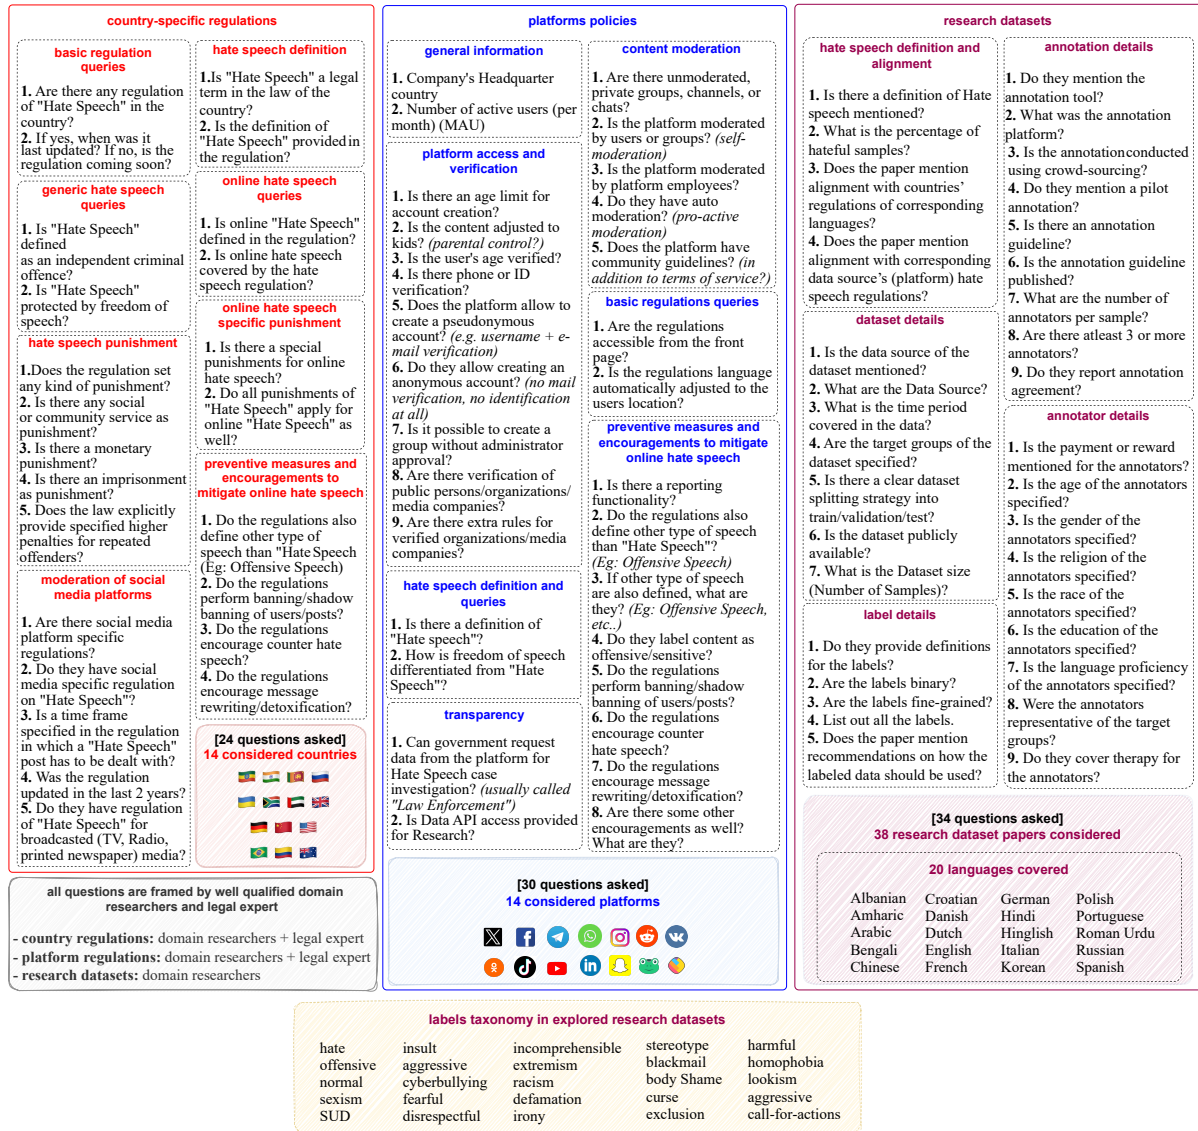 country-specific regulations
basic regulation
queries
1. Are there any regulation
of "Hate Speech" in the
country?
2. If yes, when was it
last updated? If no, is the
regulation coming soon?
generic hate speech
queries
1. Is "Hate Speech"
defined
as an independent criminal
offence?
2. Is "Hate Speech"
protected by freedom of
speech?
hate speech punishment
1.Does the regulation set
any kind of punishment?
2. Is there any social
or community service as
punishment?
3. Is there a monetary
punishment?
4. Is there an imprisonment
as punishment?
5. Does the law explicitly
provide specified higher
penalties for repeated
offenders?
moderation of social
media platforms
1. Are there social media
platform specific
regulations?
2. Do they have social
media specific regulation
on "Hate Speech"?
3. Is a time frame
specified in the regulation
in which a "Hate Speech"
post has to be dealt with?
4. Was the regulation
updated in the last 2 years?
5. Do they have regulation
of "Hate Speech" for
broadcasted (TV, Radio,
printed newspaper) media?
hate speech definition
1.Is "Hate Speech" a legal
term in the law of the
country?
2. Is the definition of
"Hate Speech" provided in
the regulation?
online hate speech
queries
1. Is online "Hate Speech"
defined in the regulation?
2. Is online hate speech
covered by the hate
speech regulation?
online hate speech
specific punishment
1. Is there a special
punishments for online
hate speech?
2. Do all punishments of
"Hate Speech" apply for
online "Hate Speech" as
well?
preventive measures and
encouragements to
mitigate online hate speech
1. Do the regulations also
define other type of
speech than "Hate Speech
(Eg: Offensive Speech)
2. Do the regulations
perform banning/shadow
banning of users/posts?
3. Do the regulations
encourage counter hate
speech?
4. Do the regulations
encourage message
rewriting/detoxification?
[24 questions asked]
14 considered countries
all questions are framed by well qualified domain
researchers and legal expert
- country regulations: domain researchers + legal expert
- platform regulations: domain researchers + legal expert
- research datasets: domain researchers
platforms policies
general information
1. Company's Headquarter
country
2. Number of active users (per
month) (MAU)
platform access and
verification
1. Is there an age limit for
account creation?
2. Is the content adjusted to
kids? (parental control?)
3. Is the user's age verified?
4. Is there phone or ID
verification?
5. Does the platform allow to
create a pseudonymous
account? (e.g. username + e-
mail verification)
6. Do they allow creating an
anonymous account? (no mail
verification, no identification
at all)
7. Is it possible to create a
group without administrator
approval?
8. Are there verification of
public persons/organizations/
media companies?
9. Are there extra rules for
verified organizations/media
companies?
hate speech definition and
queries
1. Is there a definition of
"Hate speech"?
2. How is freedom of speech
differentiated from "Hate
Speech"?
transparency
1. Can government request
data from the platform for
Hate Speech case
investigation? (usually called
"Law Enforcement")
2. Is Data API access provided
for Research?
content moderation
1. Are there unmoderated,
private groups, channels, or
chats?
2. Is the platform moderated
by users or groups? (self-
moderation)
3. Is the platform moderated
by platform employees?
4. Do they have auto
moderation? (pro-active
moderation)
5. Does the platform have
community guidelines? (in
addition to terms of service?)
basic regulations queries
1. Are the regulations
accessible from the front
page?
2. Is the regulations language
automatically adjusted to the
users location?
preventive measures and
encouragements to mitigate
online hate speech
1. Is there a reporting
functionality?
2. Do the regulations also
define other type of speech
than "Hate Speech"?
(Eg: Offensive Speech)
3. If other type of speech
are also defined, what are
they? (Eg: Offensive Speech,
etc..)
4. Do they label content as
offensive/sensitive?
5. Do the regulations
perform banning/shadow
banning of users/posts?
6. Do the regulations
encourage counter
hate speech?
7. Do the regulations
encourage message
rewriting/detoxification?
8. Are there some other
encouragements as well?
What are they?
[30 questions asked]
14 considered platforms
research datasets
hate speech definition and
alignment
1. Is there a definition of Hate
speech mentioned?
2. What is the percentage of
hateful samples?
3. Does the paper mention
alignment with countries'
regulations of corresponding
languages?
4. Does the paper mention
alignment with corresponding
data source's (platform) hate
speech regulations?
dataset details
1. Is the data source of the
dataset mentioned?
2. What are the Data Source?
3. What is the time period
covered in the data?
4. Are the target groups of the
dataset specified?
5. Is there a clear dataset
splitting strategy into
train/validation/test?
6. Is the dataset publicly
available?
7. What is the Dataset size
(Number of Samples)?
label details
1. Do they provide definitions
for the labels?
2. Are the labels binary?
3. Are the labels fine-grained?
4. List out all the labels.
5. Does the paper mention
recommendations on how the
labeled data should be used?
annotation details
1. Do they mention the
annotation tool?
2. What was the annotation
platform?
3. Is the annotation conducted
using crowd-sourcing?
4. Do they mention a pilot
annotation?
5. Is there an annotation
guideline?
6. Is the annotation guideline
published?
7. What are the number of
annotators per sample?
8. Are there atleast 3 or more
annotators?
9. Do they report annotation
agreement?
annotator details
1. Is the payment or reward
mentioned for the annotators?
2. Is the age of the annotators
specified?
3. Is the gender of the
annotators specified?
4. Is the religion of the
annotators specified?
5. Is the race of the
annotators specified?
6. Is the education of the
annotators specified?
7. Is the language proficiency
of the annotators specified?
8. Were the annotators
representative of the target
groups?
9. Do they cover therapy for
the annotators?
[34 questions asked]
38 research dataset papers considered
20 languages covered
Albanian Croatian German Polish
Amharic Danish Hindi Portuguese
Arabic Dutch Hinglish Roman Urdu
Bengali English Italian Russian
Chinese French Korean Spanish
labels taxonomy in explored research datasets
hate insult incomprehensible stereotype harmful
offensive aggressive extremism blackmail homophobia
normal cyberbullying racism body Shame lookism
sexism fearful defamation curse aggressive
SUD disrespectful irony exclusion call-for-actions